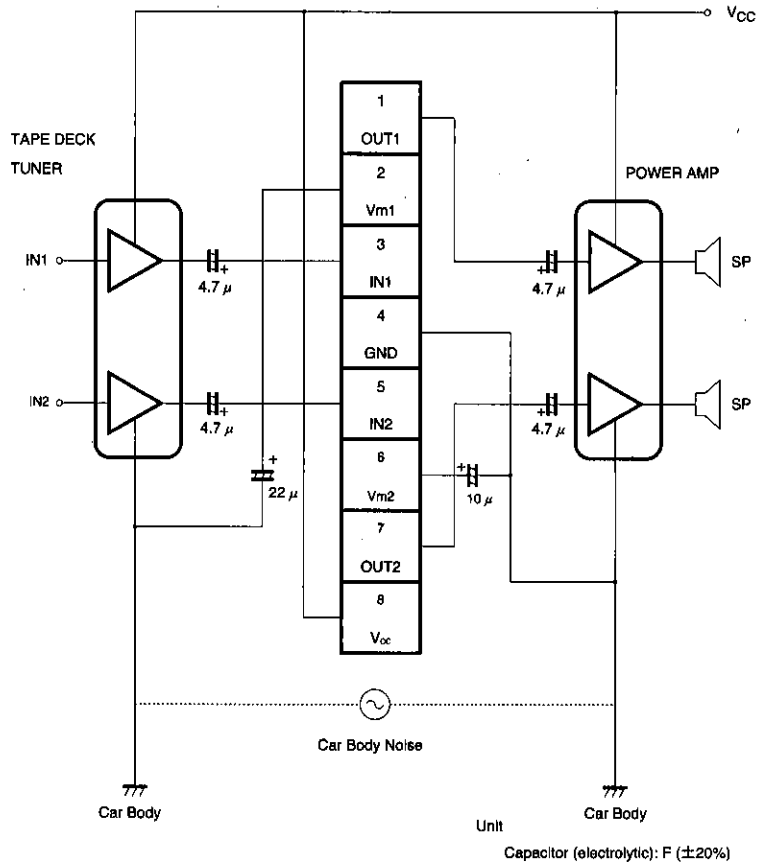 VCC
TAPE DECK
TUNER
POWER AMP
1
OUT1
2
Vm1
3
IN1
4
GND
5
IN2
6
Vm2
7
OUT2
8
Vcc
IN1
4.7 μ
+
4.7 μ
+
SP
IN2
4.7 μ
+
4.7 μ
+
SP
+
22 μ
+
10 μ
Car Body Noise
Car Body
Car Body
Unit
Capacitor (electrolytic): F (±20%)